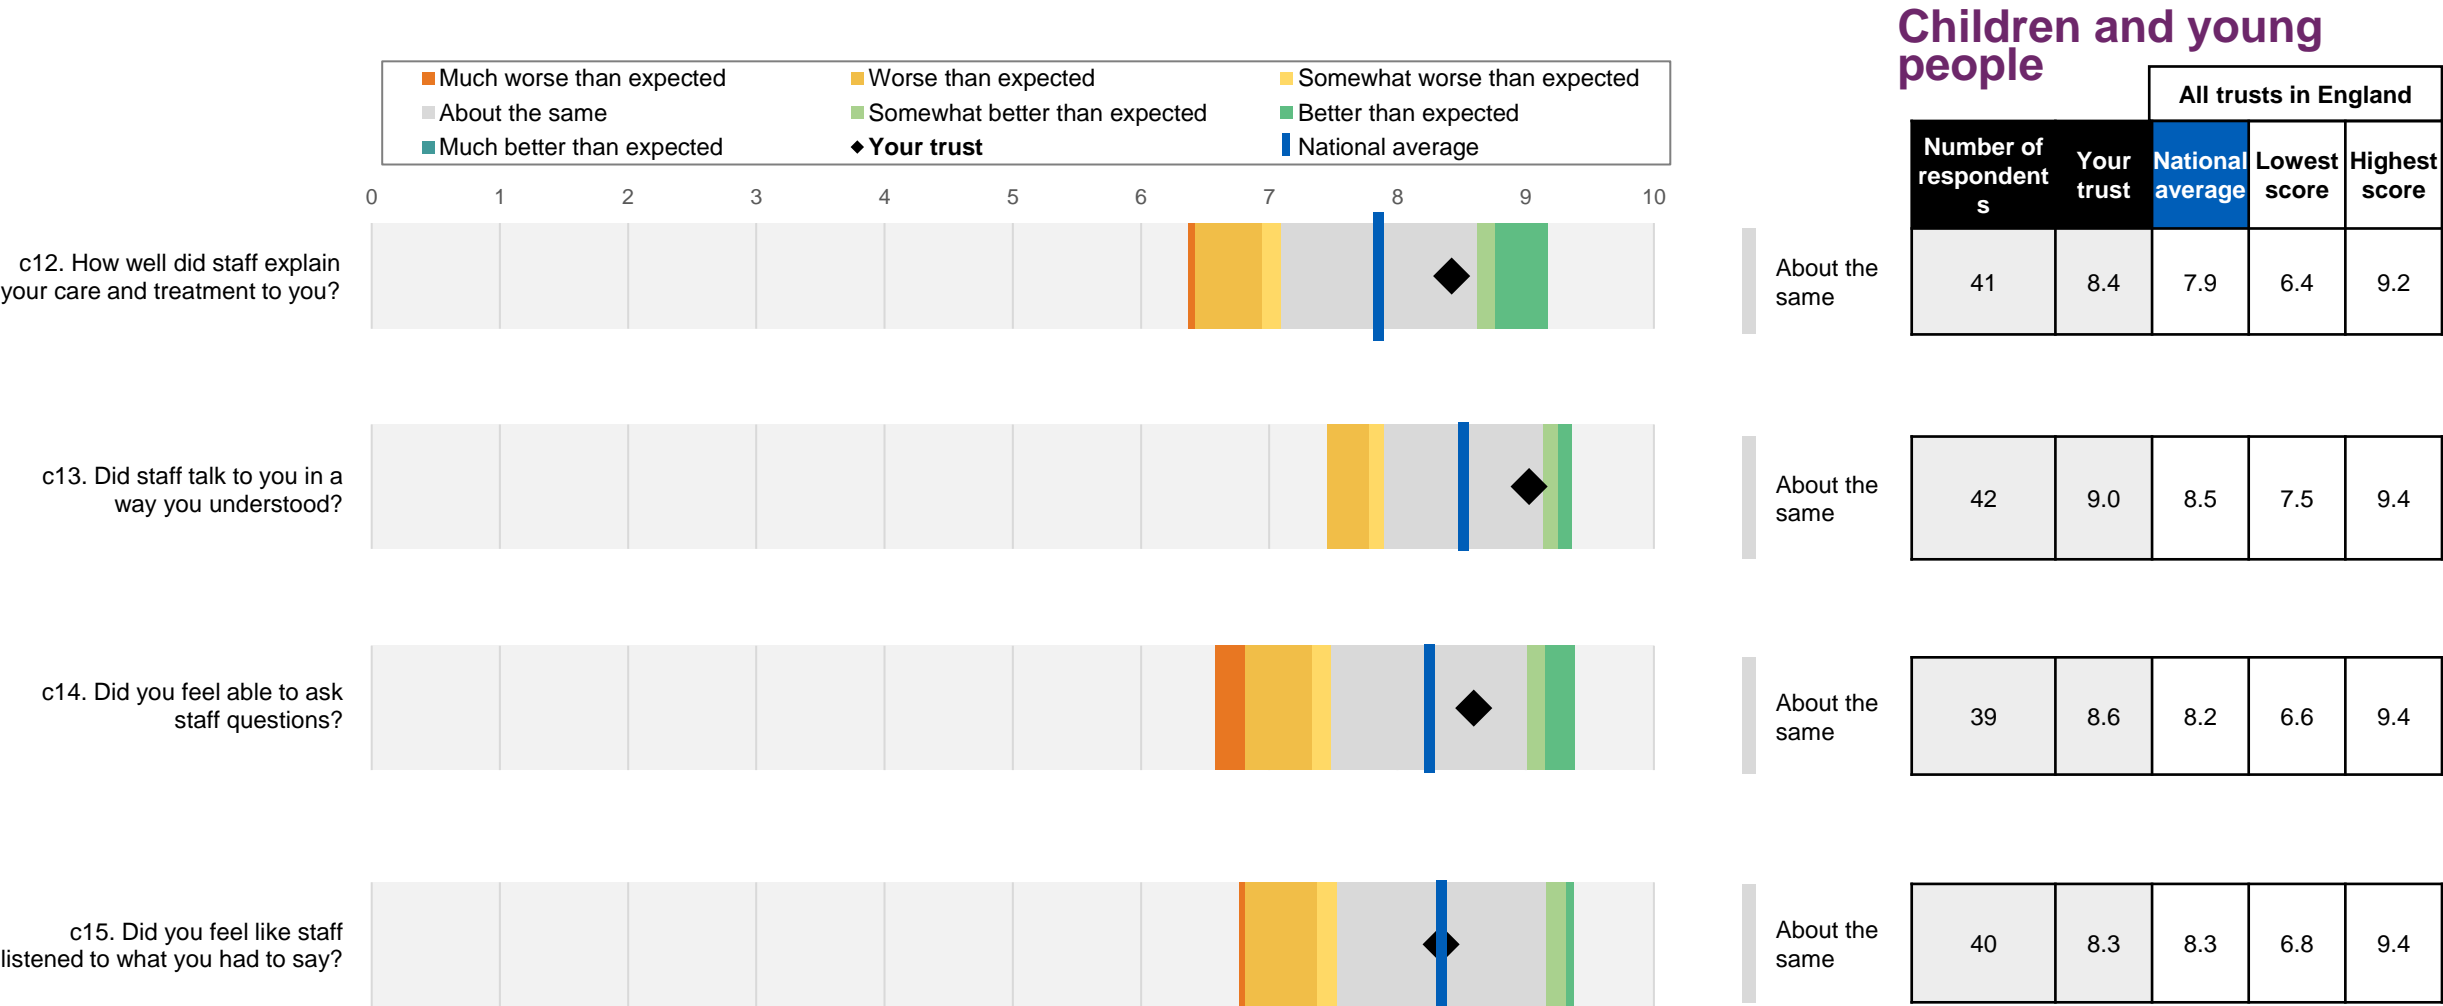 Children and young
people
Much worse than expected
Worse than expected
Somewhat worse than expected
About the same
Somewhat better than expected
Better than expected
Much better than expected
Your trust
National average
All trusts in England
Number of
respondent
s
Your
trust
National
average
Lowest
score
Highest
score
0 1 2 3 4 5 6 7 8 9 10
c12. How well did staff explain
your care and treatment to you?
About the
same
41 8.4 7.9 6.4 9.2
c13. Did staff talk to you in a
way you understood?
About the
same
42 9.0 8.5 7.5 9.4
c14. Did you feel able to ask
staff questions?
About the
same
39 8.6 8.2 6.6 9.4
c15. Did you feel like staff
listened to what you had to say?
About the
same
40 8.3 8.3 6.8 9.4